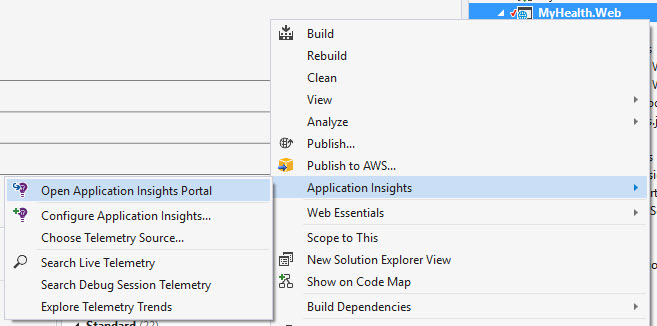 MyHealth.Web
Build
Rebuild
Clean
View
Analyze
Publish...
Publish to AWS...
Application Insights
Web Essentials
Scope to This
New Solution Explorer View
Show on Code Map
Build Dependencies
Open Application Insights Portal
Configure Application Insights...
Choose Telemetry Source...
Search Live Telemetry
Search Debug Session Telemetry
Explore Telemetry Trends
Standard (22)